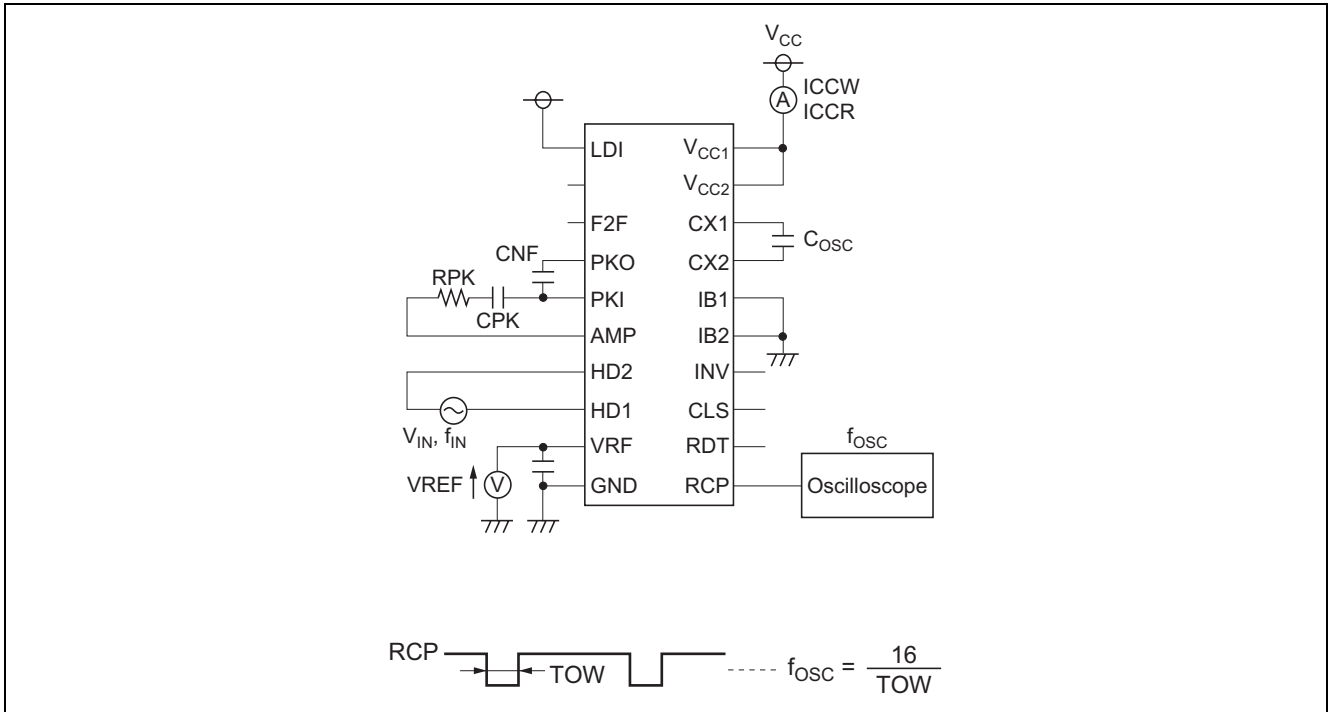 VCC
A
ICCW
ICCR
LDI
VCC1
VCC2
F2F
CX1
COSC
CNF
PKO
CX2
RPK
PKI
IB1
CPK
AMP
IB2
HD2
INV
HD1
CLS
VIN, fIN
VRF
RDT
fOSC
VREF
V
GND
RCP
Oscilloscope
RCP
TOW
fOSC = 16
TOW